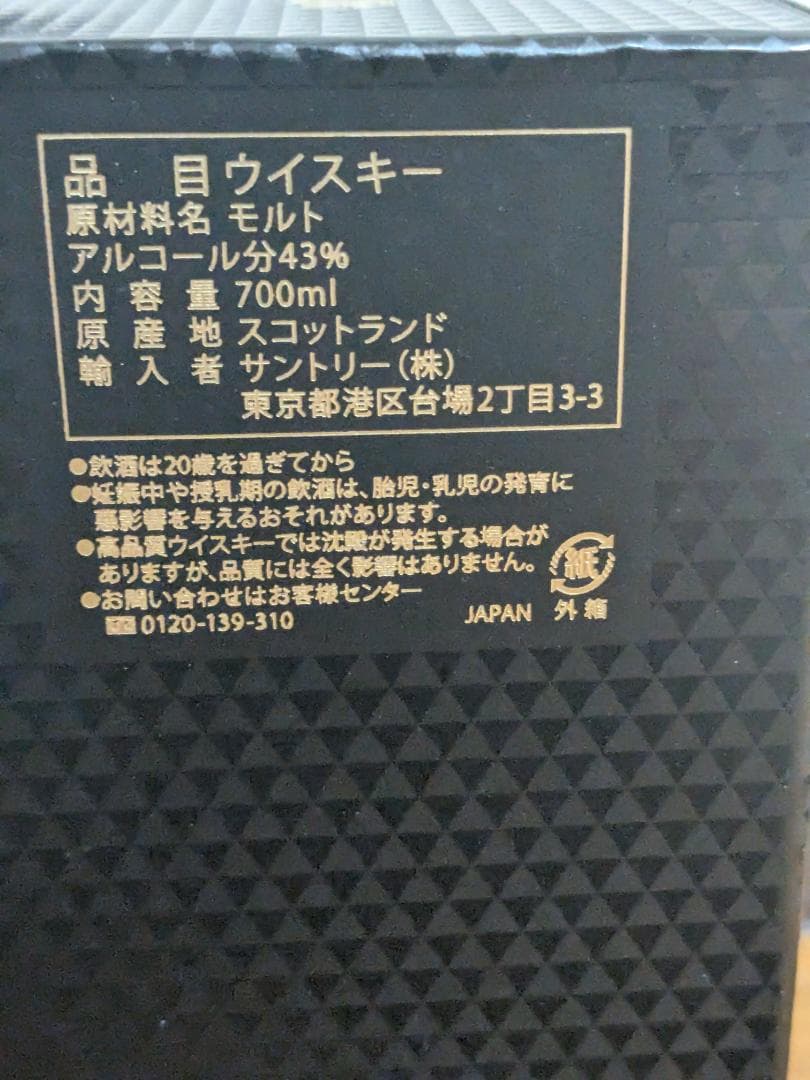 品 目 ウイスキー
原材料名 モルト
アルコール分43%
内容量 700ml
原産地 スコットランド
輸入者 サントリー(株)
東京都港区台場2丁目3-3
●飲酒は20歳を過ぎてから
●妊娠中や授乳期の飲酒は、胎児・乳児の発育に
悪影響を与えるおそれがあります。
●高品質ウイスキーでは沈殿が発生する場合が
ありますが、品質には全く影響はありません。
●お問い合わせはお客様センター
0120-139-310
JAPAN
紙
外箱